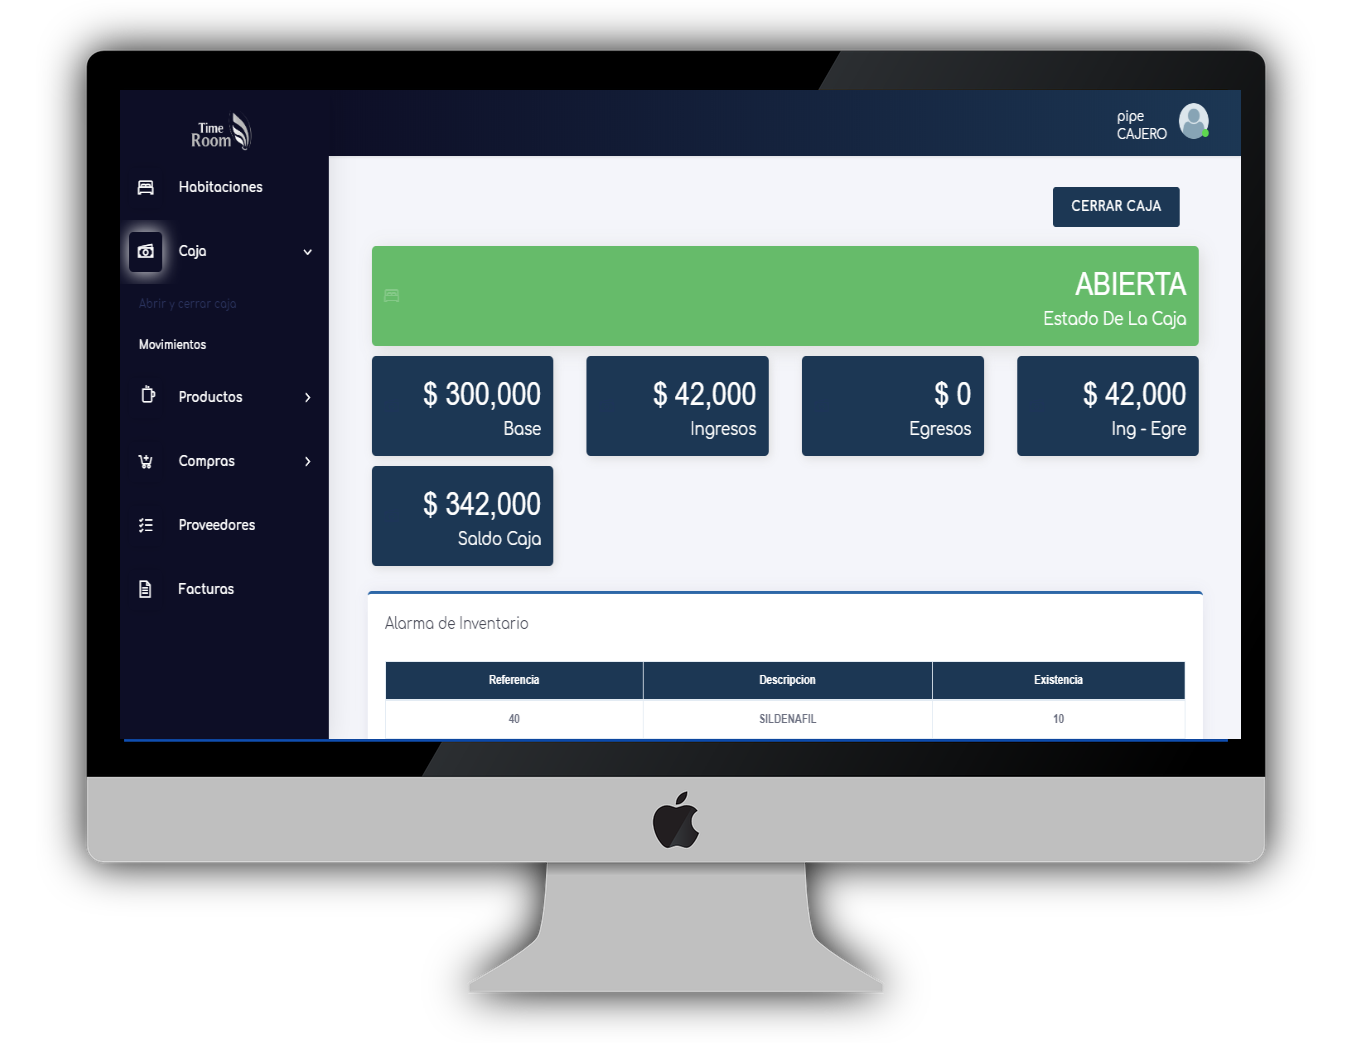 Time
Room
pipe
CAJERO
Habitaciones
Caja
Abrir y cerrar caja
Movimientos
Productos
Compras
Proveedores
Facturas
CERRAR CAJA
ABIERTA
Estado De La Caja
$ 300,000
Base
$ 42,000
Ingresos
$ 0
Egresos
$ 42,000
Ing - Egre
$ 342,000
Saldo Caja
Alarma de Inventario
Referencia Descripcion Existencia
40 SILDENAFIL 10